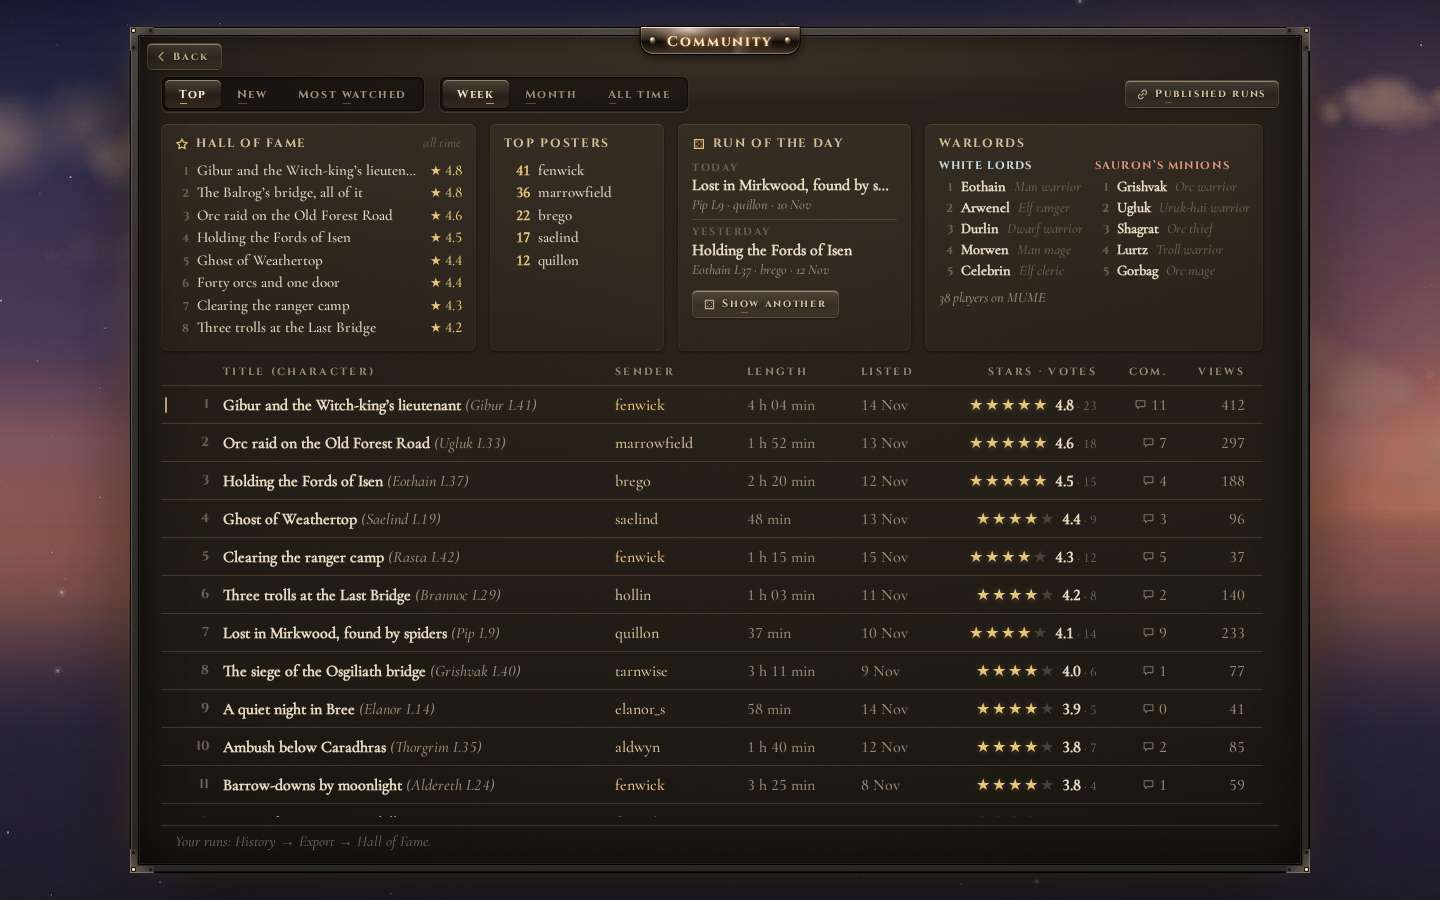 Community
Back
Top New Most watched Week Month All time Published runs
Hall of Fame all time
1 Gibur and the Witch-king's lieuten... ★ 4.8
2 The Balrog's bridge, all of it ★ 4.8
3 Orc raid on the Old Forest Road ★ 4.6
4 Holding the Fords of Isen ★ 4.5
5 Ghost of Weathertop ★ 4.4
6 Forty orcs and one door ★ 4.4
7 Clearing the ranger camp ★ 4.3
8 Three trolls at the Last Bridge ★ 4.2
Top posters
41 fenwick
36 marrowfield
22 brego
17 saelind
12 quillon
Run of the day
Today
Lost in Mirkwood, found by s...
Pip L9 · quillon · 10 Nov
Yesterday
Holding the Fords of Isen
Eothain L37 · brego · 12 Nov
Show another
Warlords
White Lords
1 Eothain Man warrior
2 Arwenel Elf ranger
3 Durlin Dwarf warrior
4 Morwen Man mage
5 Celebrin Elf cleric
Sauron's Minions
1 Grishvak Orc warrior
2 Ugluk Uruk-hai warrior
3 Shagrat Orc thief
4 Lurtz Troll warrior
5 Gorbag Orc mage
38 players on MUME
Title (character) Sender Length Listed Stars · Votes Com. Views
1 Gibur and the Witch-king's lieutenant (Gibur L41) fenwick 4 h 04 min 14 Nov ★★★★★ 4.8 · 23 11 412
2 Orc raid on the Old Forest Road (Ugluk L33) marrowfield 1 h 52 min 13 Nov ★★★★★ 4.6 · 18 7 297
3 Holding the Fords of Isen (Eothain L37) brego 2 h 20 min 12 Nov ★★★★★ 4.5 · 15 4 188
4 Ghost of Weathertop (Saelind L19) saelind 48 min 13 Nov ★★★★★ 4.4 · 9 3 96
5 Clearing the ranger camp (Rasta L42) fenwick 1 h 15 min 15 Nov ★★★★★ 4.3 · 12 5 37
6 Three trolls at the Last Bridge (Brannoc L29) hollin 1 h 03 min 11 Nov ★★★★★ 4.2 · 8 2 140
7 Lost in Mirkwood, found by spiders (Pip L9) quillon 37 min 10 Nov ★★★★★ 4.1 · 14 9 233
8 The siege of the Osgiliath bridge (Grishvak L40) tarnwise 3 h 11 min 9 Nov ★★★★★ 4.0 · 6 1 77
9 A quiet night in Bree (Elanor L14) elanor_s 58 min 14 Nov ★★★★★ 3.9 · 5 0 41
10 Ambush below Caradhras (Thorgrim L35) aldwyn 1 h 40 min 12 Nov ★★★★★ 3.8 · 7 2 85
11 Barrow-downs by moonlight (Aldereth L24) fenwick 3 h 25 min 8 Nov ★★★★★ 3.8 · 4 1 59
Your runs: History → Export → Hall of Fame.